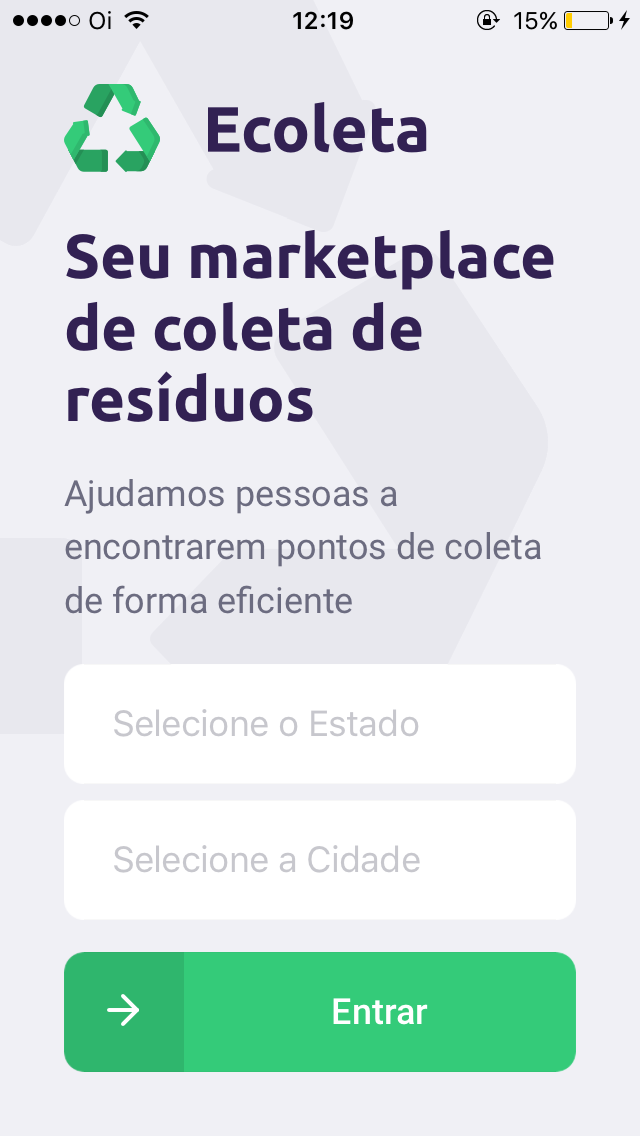 Oi 12:19 15%
Ecoleta
Seu marketplace
de coleta de
resíduos
Ajudamos pessoas a
encontrarem pontos de coleta
de forma eficiente
Selecione o Estado
Selecione a Cidade
Entrar